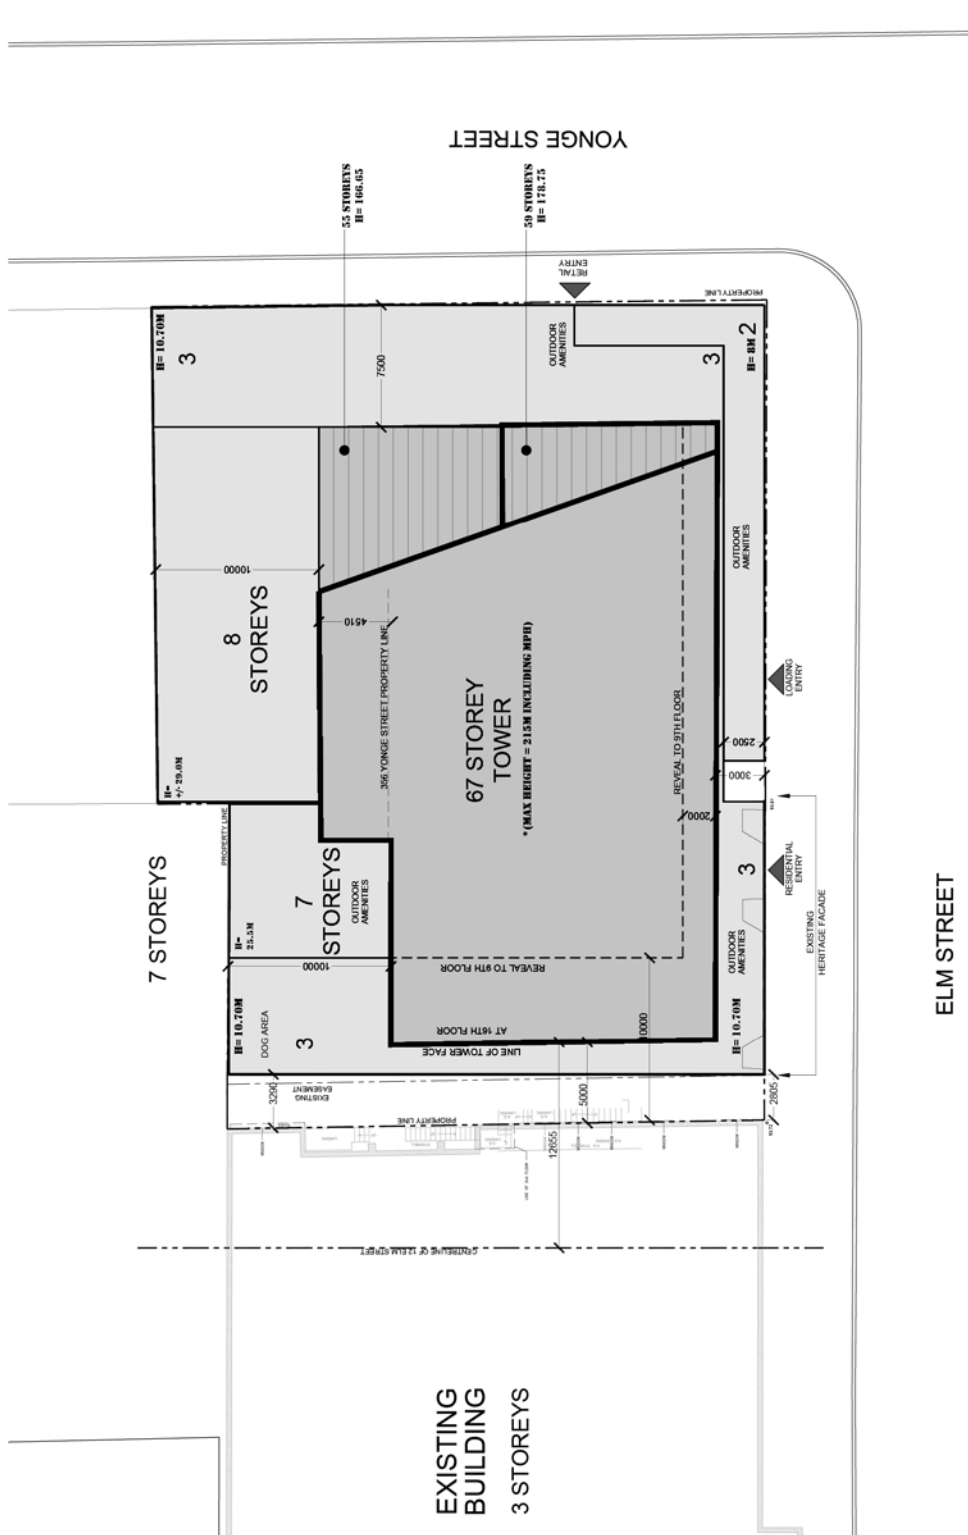 YONGE STREET
55 STOREYS
H= 166.65
59 STOREYS
H= 178.75
RETAIL
ENTRY
PROPERTY LINE
H= 10.70M
3
7500
OUTDOOR
AMENITIES
3
H= 8M
2
10000
8
STOREYS
OUTDOOR
AMENITIES
4510
356 YONGE STREET PROPERTY LINE
67 STOREY
TOWER
*(MAX HEIGHT = 215M INCLUDING MPH)
REVEAL TO 9TH FLOOR
LOADING
ENTRY
2500
3000
H=
+/- 29.0M
2000
PROPERTY LINE
7 STOREYS
7
STOREYS
OUTDOOR
AMENITIES
H=
25.5M
3
RESIDENTIAL
ENTRY
EXISTING
HERITAGE FACADE
OUTDOOR
AMENITIES
ELM STREET
10000
REVEAL TO 9TH FLOOR
H= 10.70M
DOG AREA
3
LINE OF TOWER FACE
AT 16TH FLOOR
10000
H= 10.70M
3290
EXISTING
EASEMENT
PROPERTY LINE
5000
2805
12655
CENTRELINE OF 12 ELM STREET
EXISTING
BUILDING
3 STOREYS